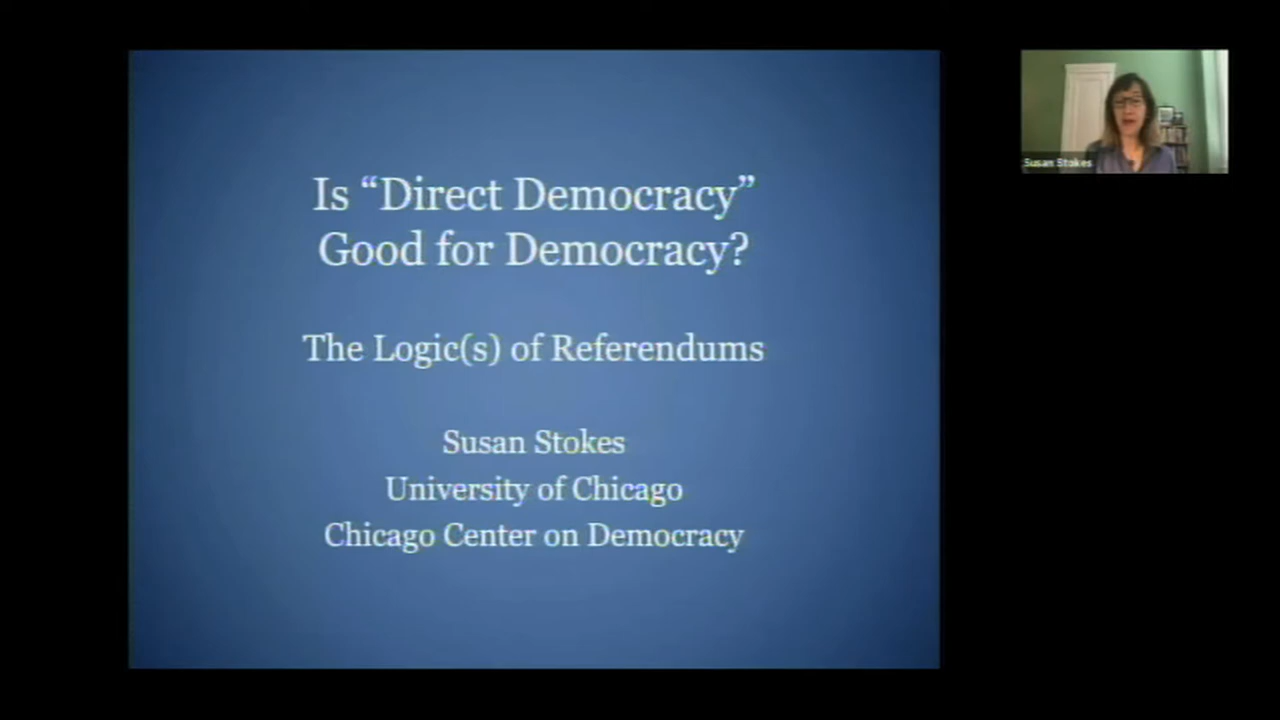 Is “Direct Democracy”
Good for Democracy?
The Logic(s) of Referendums
Susan Stokes
University of Chicago
Chicago Center on Democracy
Susan Stokes